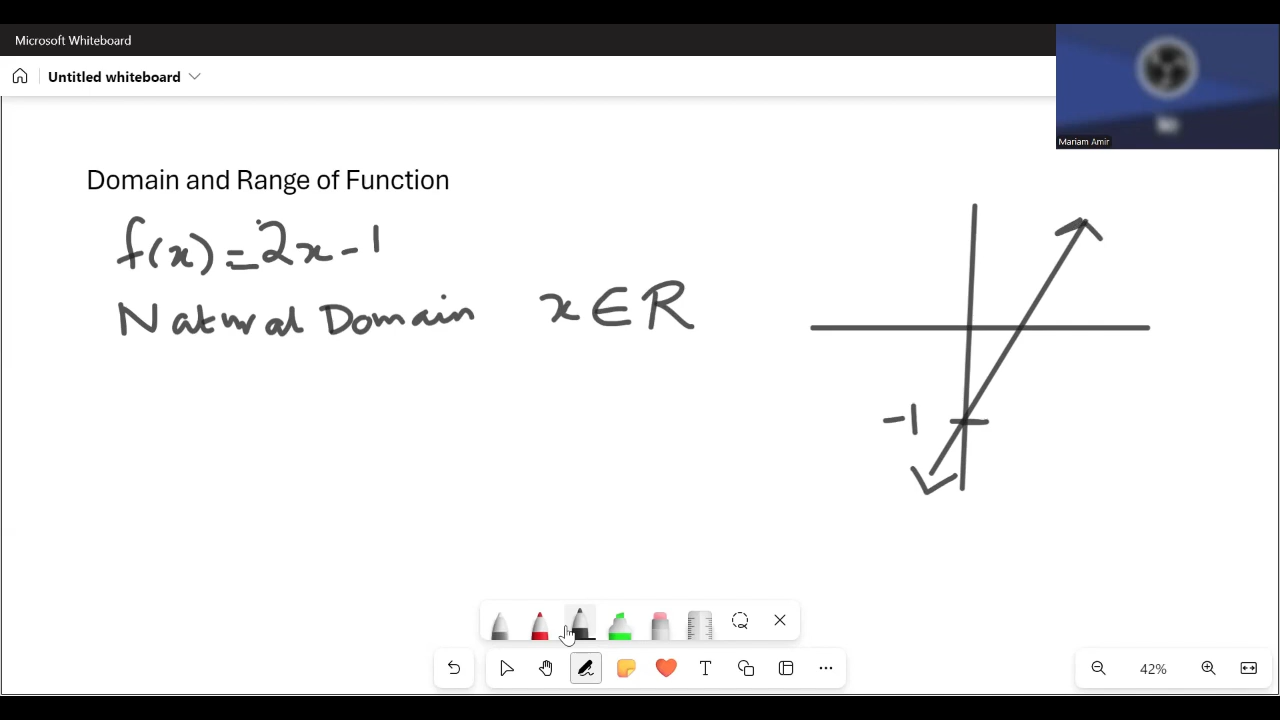 Microsoft Whiteboard
Untitled whiteboard
Mariam Amir
Domain and Range of Function
f(x)=2x-1
Natural Domain x∈R
-1
T
42%